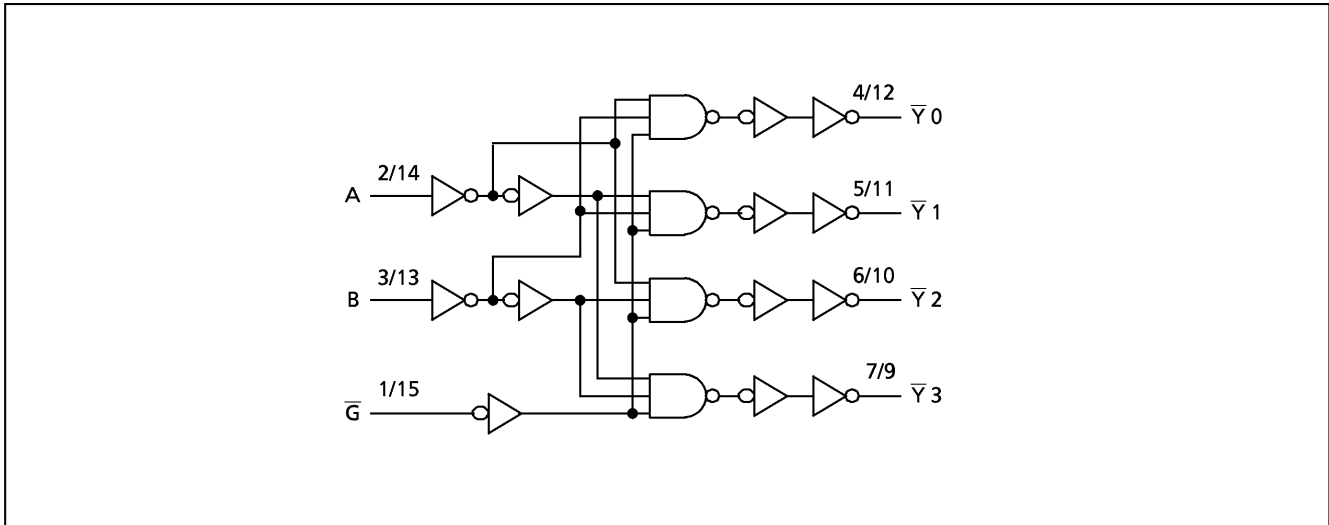 4/12
Y̅ 0
2/14
A
5/11
Y̅ 1
3/13
B
6/10
Y̅ 2
1/15
G̅
7/9
Y̅ 3